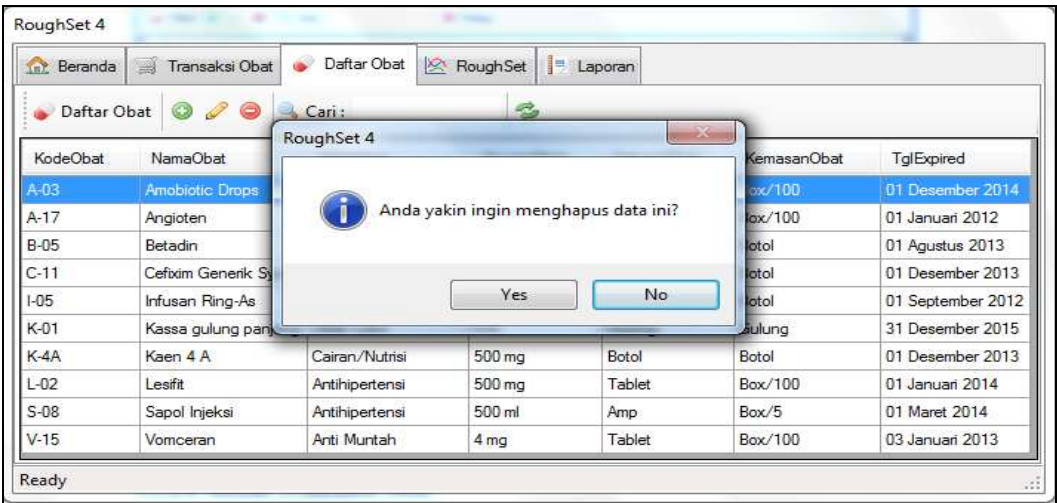 RoughSet 4
Beranda Transaksi Obat Daftar Obat RoughSet Laporan
Daftar Obat Cari :
RoughSet 4
KodeObat NamaObat KemasanObat TglExpired
A-03 Amobiotic Drops 01 Desember 2014
A-17 Angioten 01 Januari 2012
Anda yakin ingin menghapus data ini?
B-05 Betadin 01 Agustus 2013
C-11 Cefixim Generik 01 Desember 2013
I-05 Infusan Ring-As 01 September 2012
Yes No
K-01 Kassa gulung 31 Desember 2015
K-4A Kaen 4 A Cairan/Nutrisi 500 mg Botol Botol 01 Desember 2013
L-02 Lesifit Antihipertensi 500 mg Tablet Box/100 01 Januari 2014
S-08 Sapol Injeksi Antihipertensi 500 ml Amp Box/5 01 Maret 2014
V-15 Vomceran Anti Muntah 4 mg Tablet Box/100 03 Januari 2013
Ready